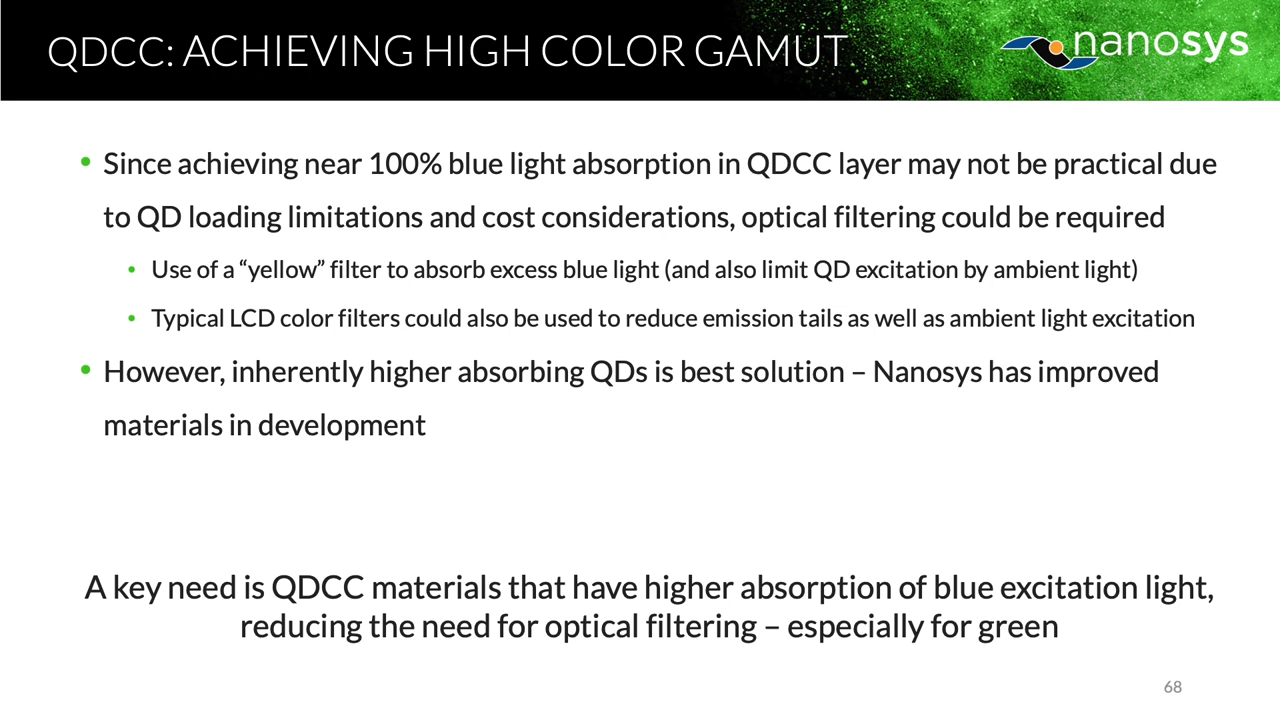 QDCC: ACHIEVING HIGH COLOR GAMUT
nanosys
• Since achieving near 100% blue light absorption in QDCC layer may not be practical due
to QD loading limitations and cost considerations, optical filtering could be required
• Use of a “yellow” filter to absorb excess blue light (and also limit QD excitation by ambient light)
• Typical LCD color filters could also be used to reduce emission tails as well as ambient light excitation
• However, inherently higher absorbing QDs is best solution – Nanosys has improved
materials in development
A key need is QDCC materials that have higher absorption of blue excitation light,
reducing the need for optical filtering – especially for green
68